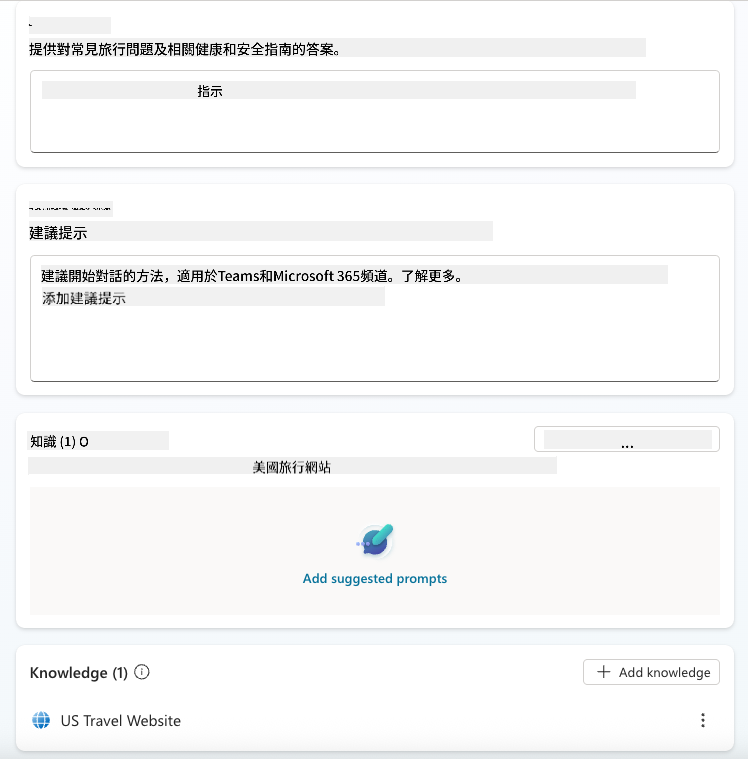 提供對常見旅行問題及相關健康和安全指南的答案。
指示
建議提示
建議開始對話的方法，適用於Teams和Microsoft 365頻道。了解更多。
添加建議提示
知識 (1) O
...
美國旅行網站
Add suggested prompts
Knowledge (1)
Add knowledge
US Travel Website